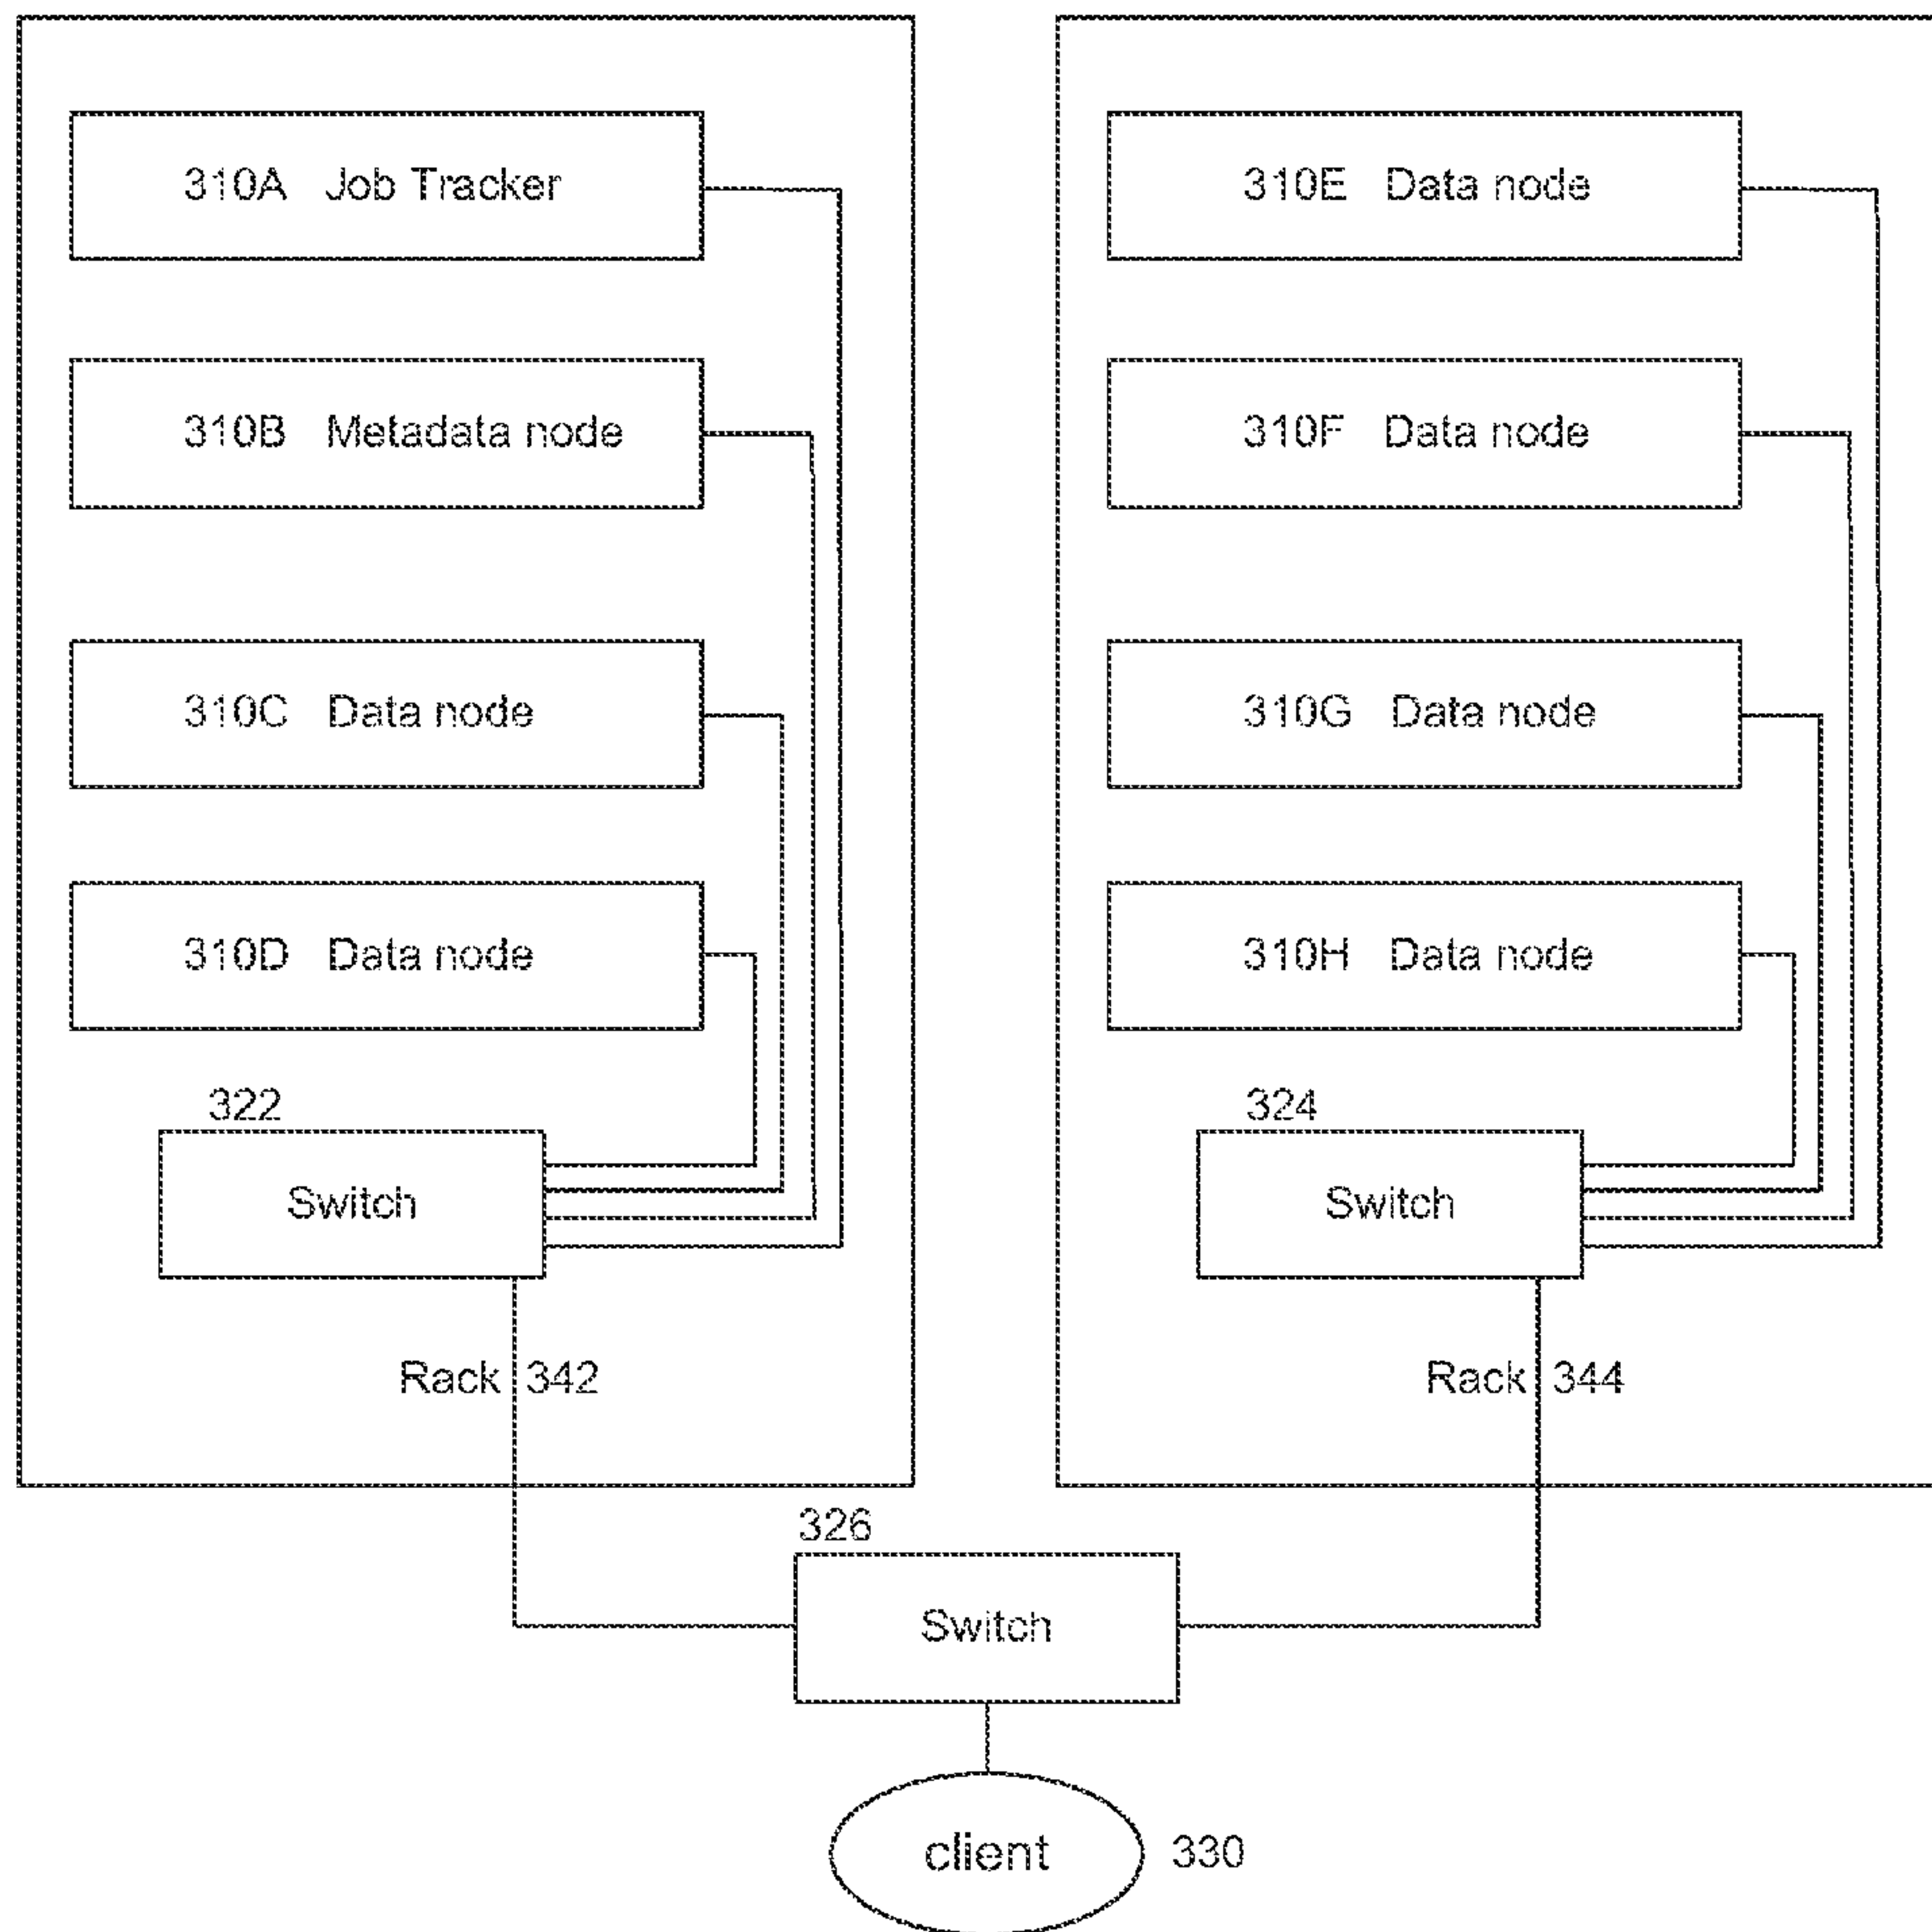 310A Job Tracker
310B Metadata node
310C Data node
310D Data node
322
Switch
Rack 342
310E Data node
310F Data node
310G Data node
310H Data node
324
Switch
Rack 344
326
Switch
client 330